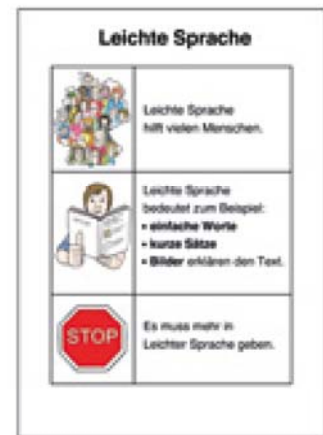 Leichte Sprache
Leichte Sprache
hilft vielen Menschen.
Leichte Sprache
bedeutet zum Beispiel:
• einfache Worte
• kurze Sätze
• Bilder erklären den Text.
STOP
Es muss mehr in
Leichter Sprache geben.